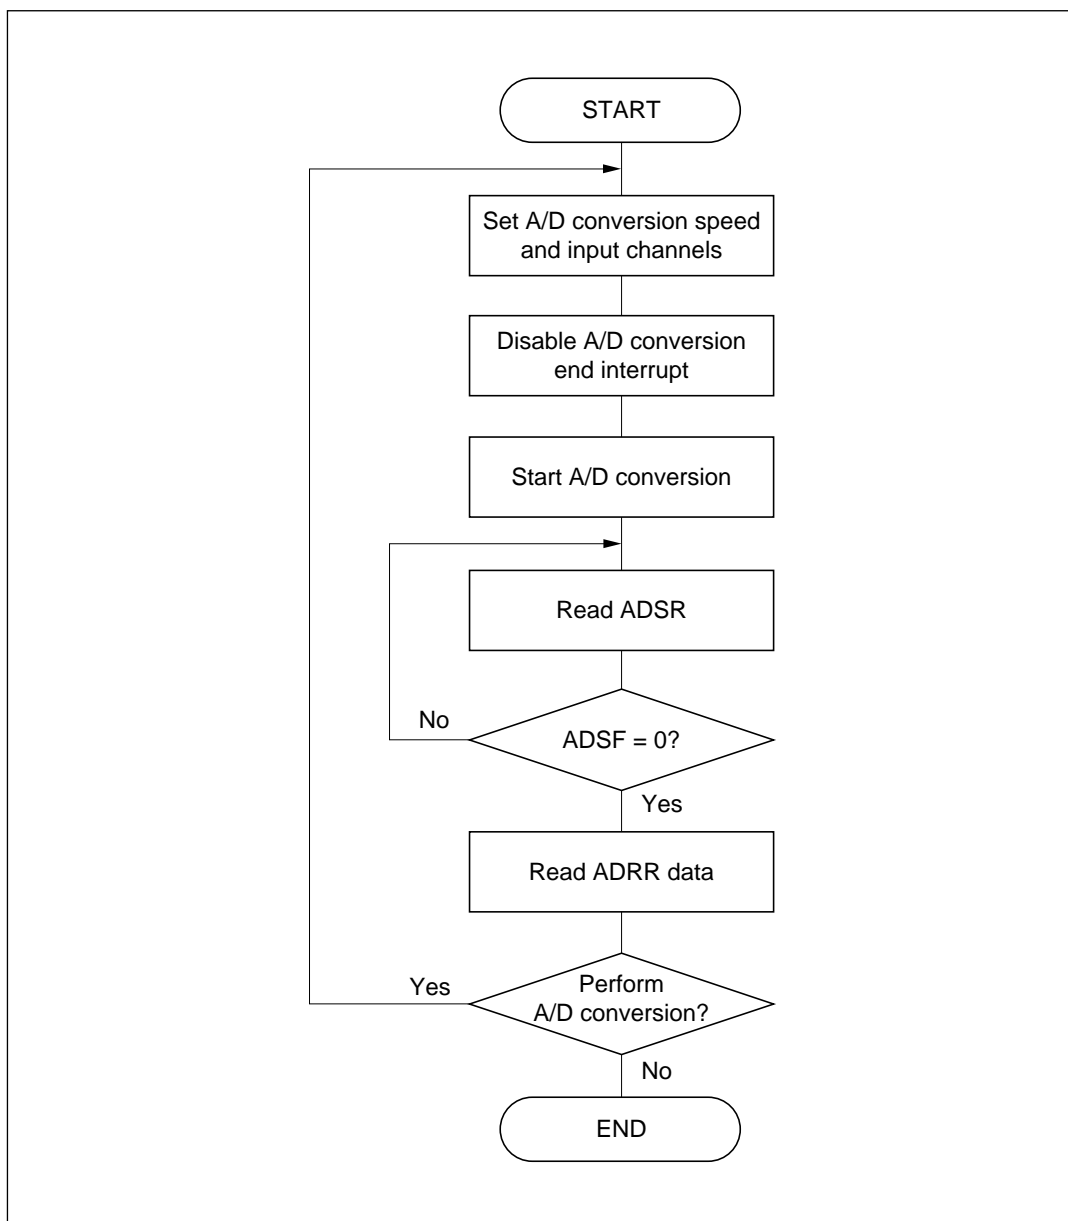 START
Set A/D conversion speed
and input channels
Disable A/D conversion
end interrupt
Start A/D conversion
Read ADSR
No
ADSF = 0?
Yes
Read ADRR data
Yes
Perform
A/D conversion?
No
END